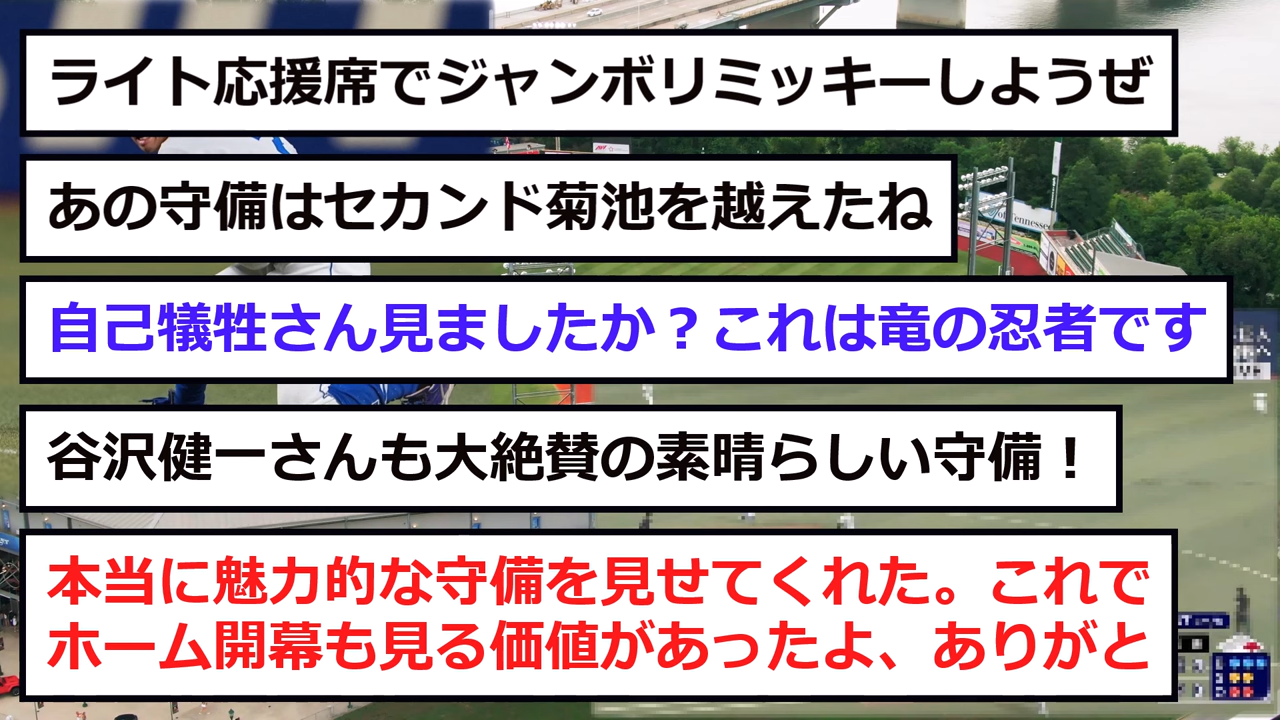 ライト応援席でジャンボリミッキーしようぜ
あの守備はセカンド菊池を越えたね
自己犠牲さん見ましたか？これは竜の忍者です
谷沢健一さんも大絶賛の素晴らしい守備！
本当に魅力的な守備を見せてくれた。これで
ホーム開幕も見る価値があったよ、ありがと